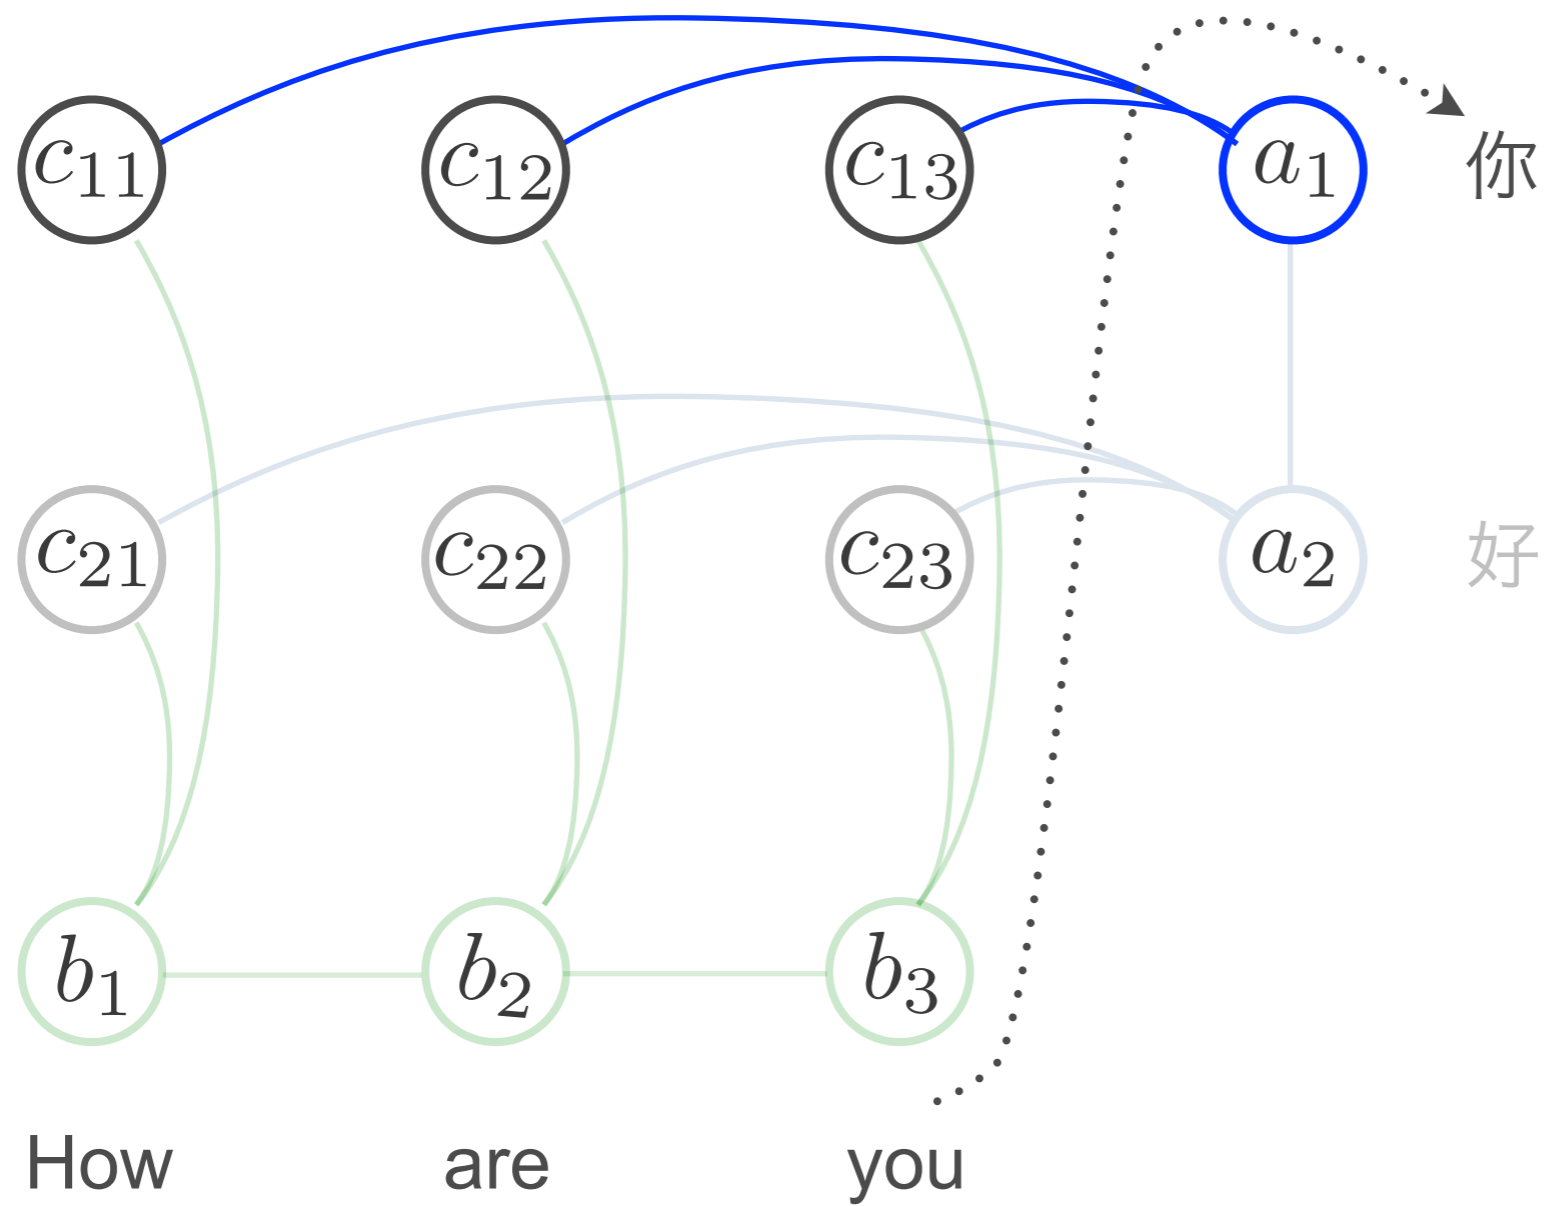 c₁₁ c₁₂ c₁₃ a₁ 你
c₂₁ c₂₂ c₂₃ a₂ 好
b₁ b₂ b₃
How are you